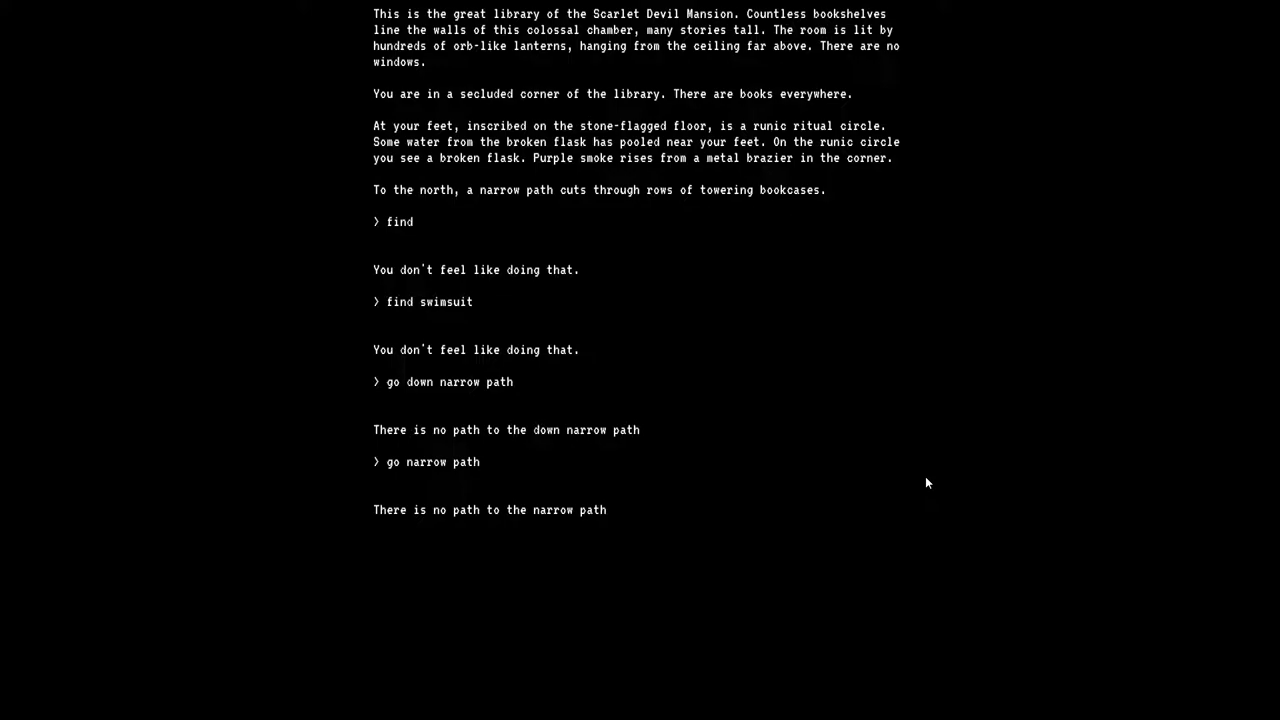 This is the great library of the Scarlet Devil Mansion. Countless bookshelves
line the walls of this colossal chamber, many stories tall. The room is lit by
hundreds of orb-like lanterns, hanging from the ceiling far above. There are no
windows.
You are in a secluded corner of the library. There are books everywhere.
At your feet, inscribed on the stone-flagged floor, is a runic ritual circle.
Some water from the broken flask has pooled near your feet. On the runic circle
you see a broken flask. Purple smoke rises from a metal brazier in the corner.
To the north, a narrow path cuts through rows of towering bookcases.
> find
You don't feel like doing that.
> find swimsuit
You don't feel like doing that.
> go down narrow path
There is no path to the down narrow path
> go narrow path
There is no path to the narrow path